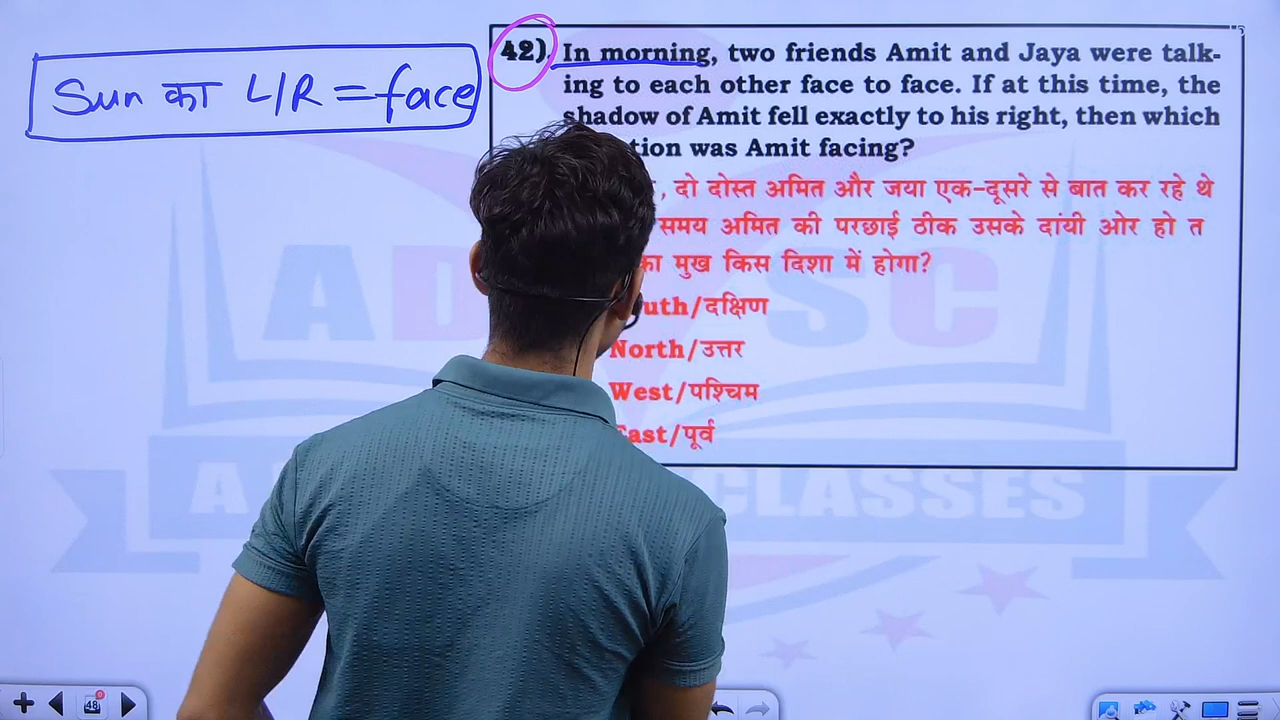 Sun का L/R = face
42). In morning, two friends Amit and Jaya were talk-
ing to each other face to face. If at this time, the
shadow of Amit fell exactly to his right, then which
tion was Amit facing?
, दो दोस्त अमित और जया एक-दूसरे से बात कर रहे थे
समय अमित की परछाई ठीक उसके दांयी ओर हो त
का मुख किस दिशा में होगा?
uth/दक्षिण
North/उत्तर
West/पश्चिम
East/पूर्व
CLASSES
48